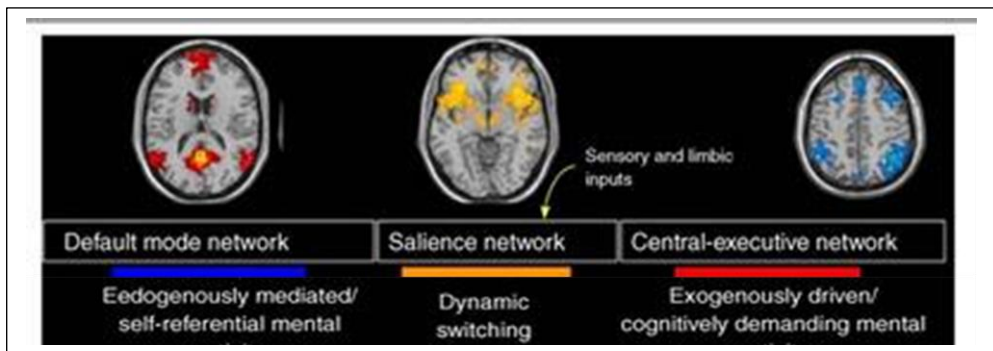 Sensory and limbic
inputs
Default mode network
Salience network
Central-executive network
Eedogenously mediated/
self-referential mental
Dynamic
switching
Exogenously driven/
cognitively demanding mental